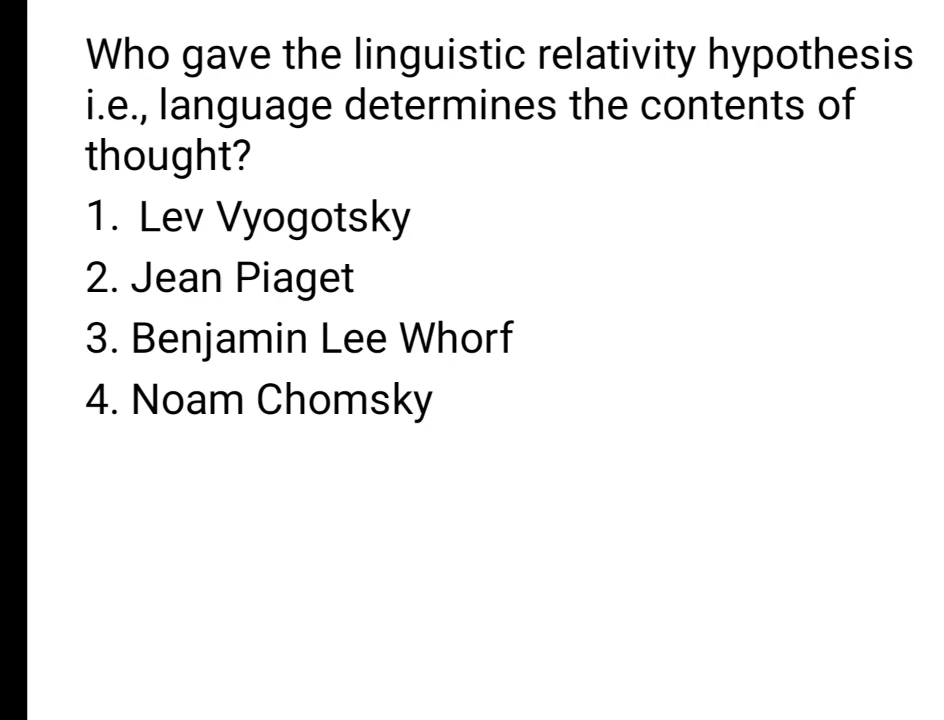 Who gave the linguistic relativity hypothesis
i.e., language determines the contents of
thought?
1. Lev Vyogotsky
2. Jean Piaget
3. Benjamin Lee Whorf
4. Noam Chomsky